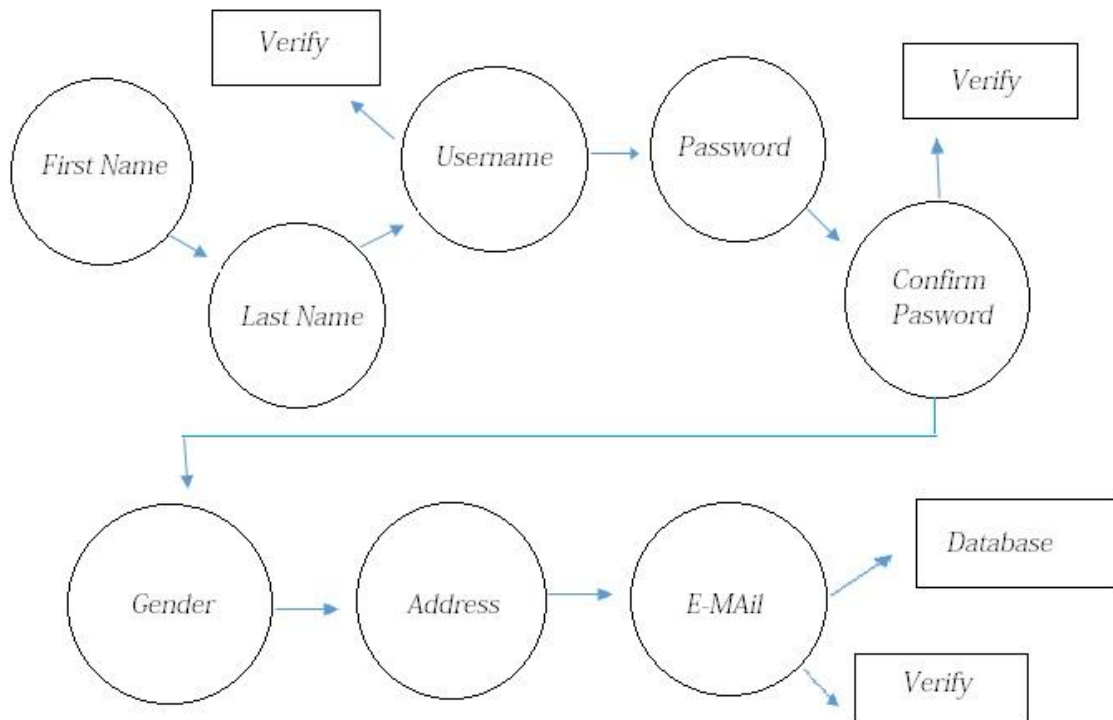 Verify
Verify
First Name
Username
Password
Last Name
Confirm
Pasword
Gender
Address
E-MAil
Database
Verify